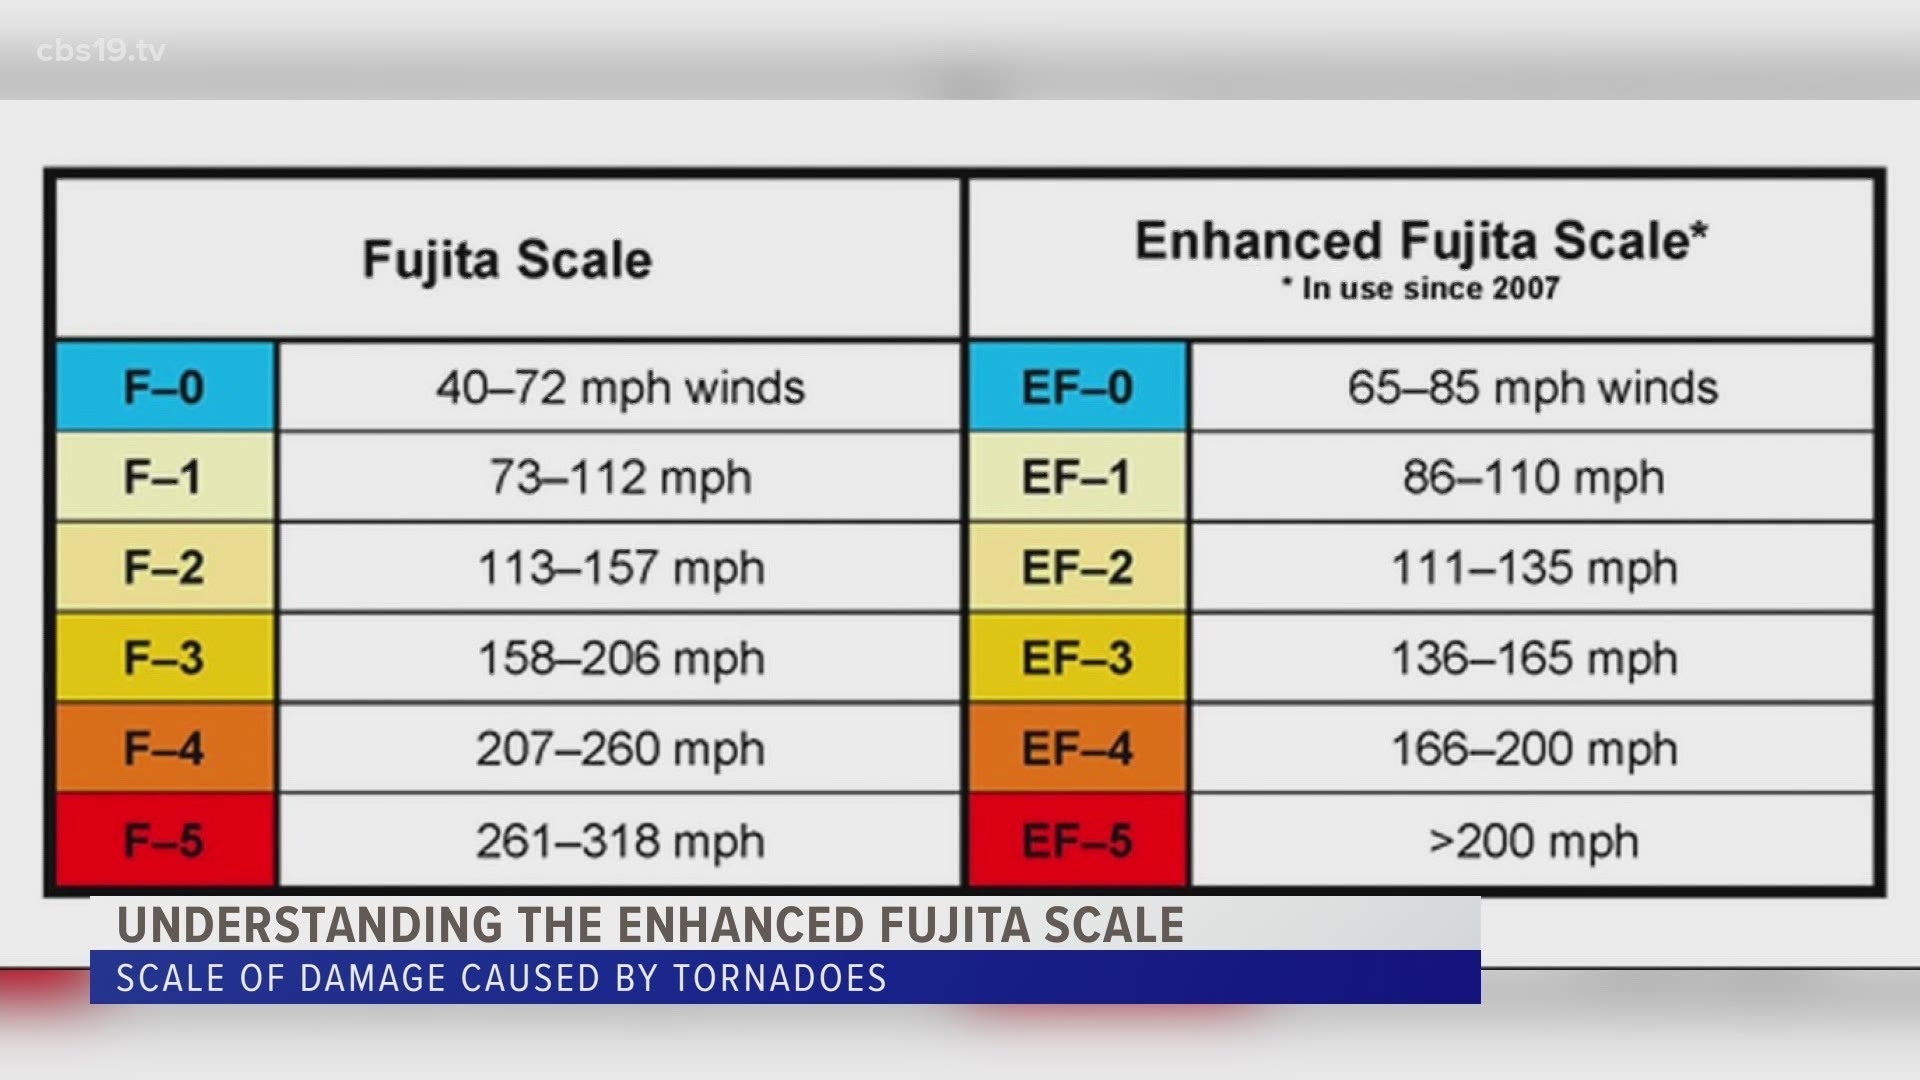 cbs19.tv
Fujita Scale
Enhanced Fujita Scale*
* In use since 2007
F–0 40–72 mph winds EF–0 65–85 mph winds
F–1 73–112 mph EF–1 86–110 mph
F–2 113–157 mph EF–2 111–135 mph
F–3 158–206 mph EF–3 136–165 mph
F–4 207–260 mph EF–4 166–200 mph
F–5 261–318 mph EF–5 >200 mph
UNDERSTANDING THE ENHANCED FUJITA SCALE
SCALE OF DAMAGE CAUSED BY TORNADOES